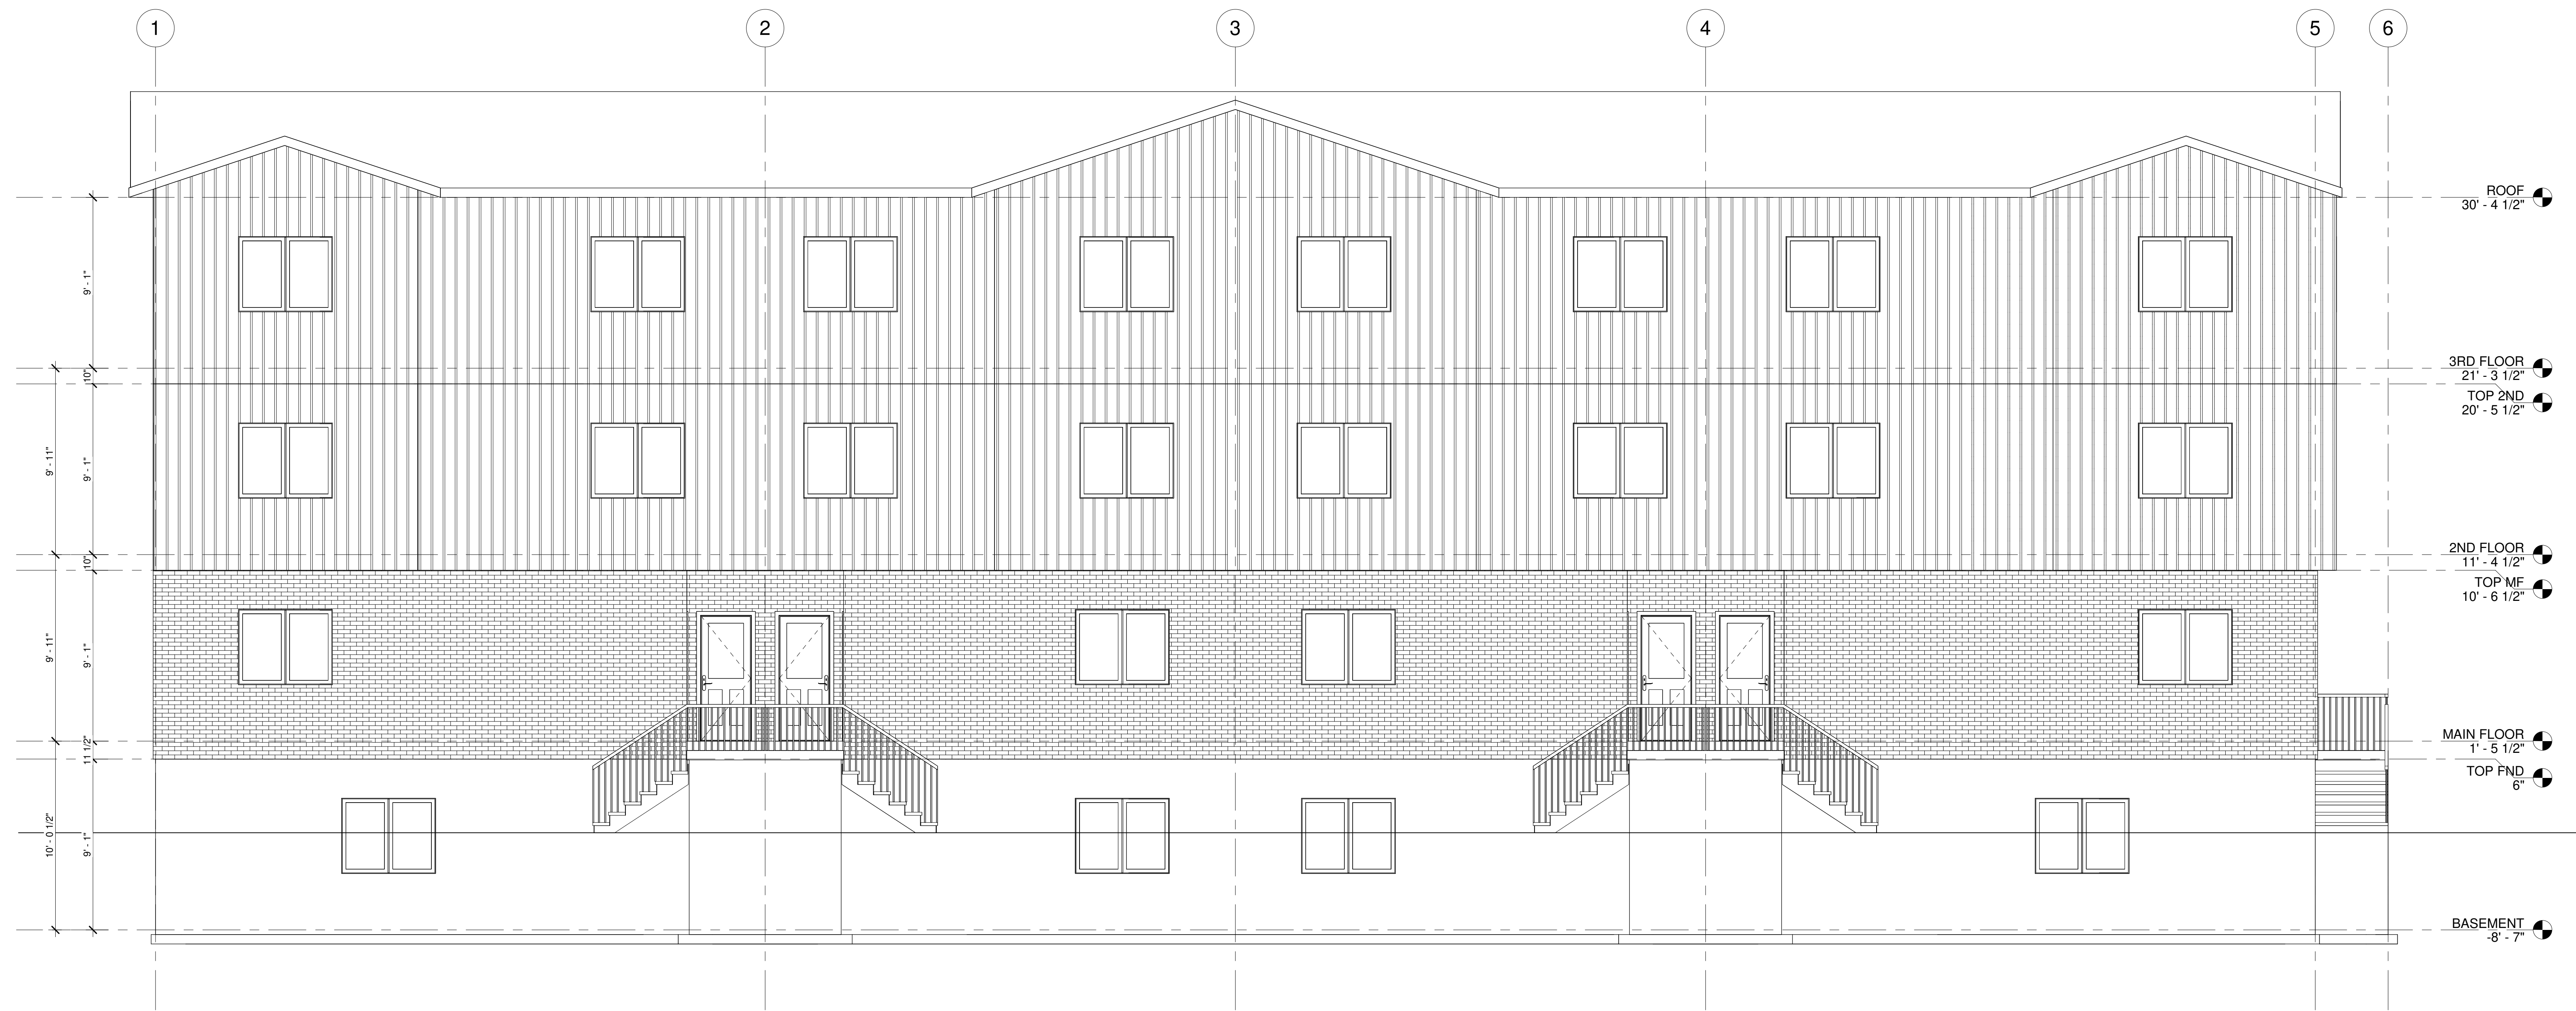 1 2 3 4 5 6
ROOF
30' - 4 1/2"
9' - 1"
3RD FLOOR
21' - 3 1/2"
10"
TOP 2ND
20' - 5 1/2"
9' - 11"
9' - 1"
2ND FLOOR
11' - 4 1/2"
10"
TOP MF
10' - 6 1/2"
9' - 11"
9' - 1"
MAIN FLOOR
1' - 5 1/2"
11 1/2"
TOP FND
6"
10' - 0 1/2"
9' - 1"
BASEMENT
-8' - 7"